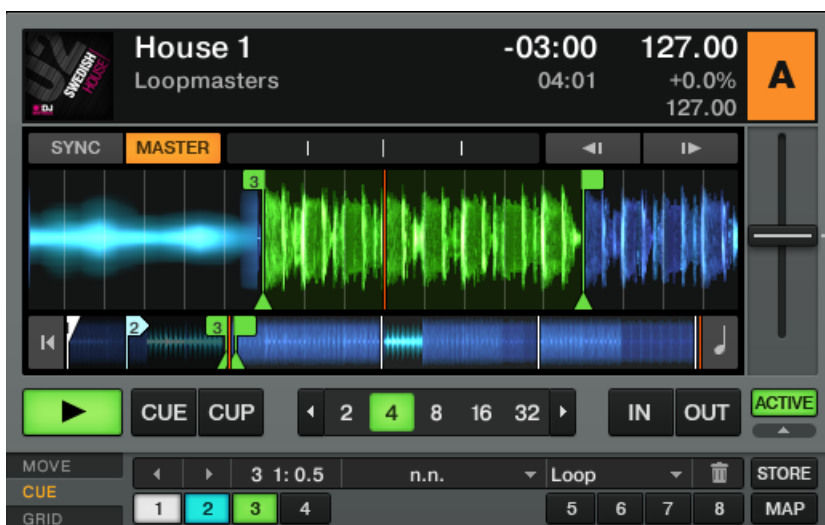 02
SWEDISH
HOUSE
DJ
House 1 -03:00 127.00 A
Loopmasters 04:01 +0.0%
127.00
SYNC MASTER
3
2 3
CUE CUP 2 4 8 16 32 IN OUT ACTIVE
MOVE
3 1:0.5 n.n. Loop STORE
CUE
1 2 3 4 5 6 7 8 MAP
GRID